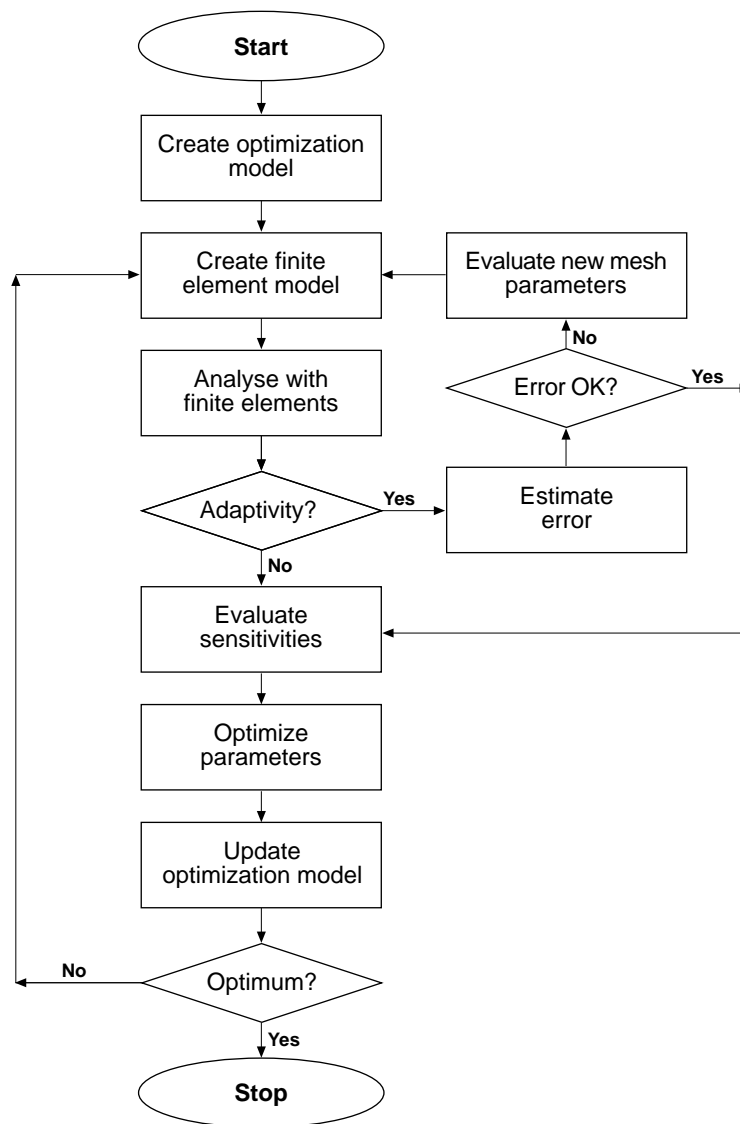 Start
Create optimization
model
Create finite
element model
Evaluate new mesh
parameters
No
Analyse with
finite elements
Error OK?
Yes
Adaptivity?
Yes
Estimate
error
No
Evaluate
sensitivities
Optimize
parameters
Update
optimization model
No
Optimum?
Yes
Stop